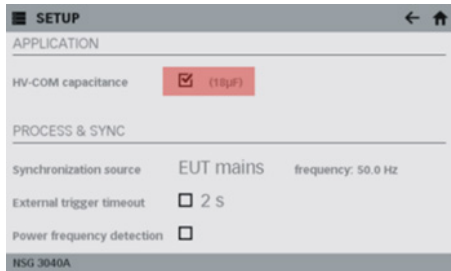 SETUP
APPLICATION
HV-COM capacitance (18µF)
PROCESS & SYNC
Synchronization source EUT mains frequency: 50.0 Hz
External trigger timeout 2 s
Power frequency detection
NSG 3040A